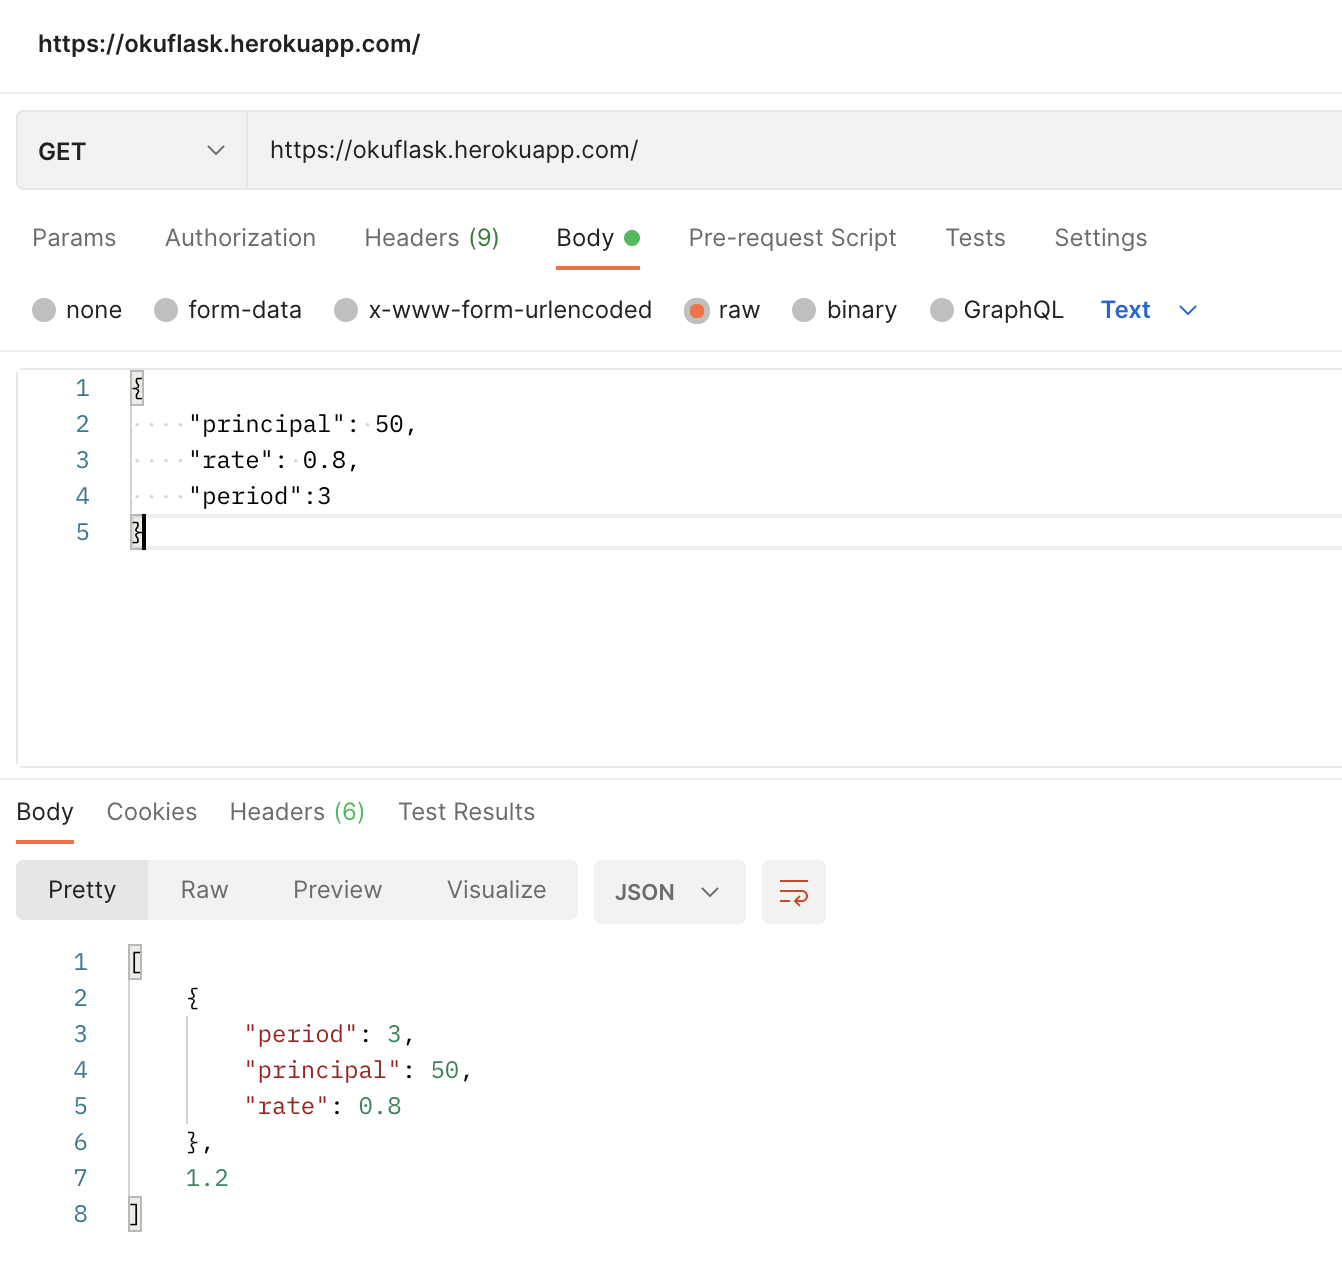 https://okuflask.herokuapp.com/
GET https://okuflask.herokuapp.com/
Params Authorization Headers (9) Body Pre-request Script Tests Settings
none form-data x-www-form-urlencoded raw binary GraphQL Text
1 {
2 "principal": 50,
3 "rate": 0.8,
4 "period":3
5 }
Body Cookies Headers (6) Test Results
Pretty Raw Preview Visualize JSON
1 [
2 {
3 "period": 3,
4 "principal": 50,
5 "rate": 0.8
6 },
7 1.2
8 ]